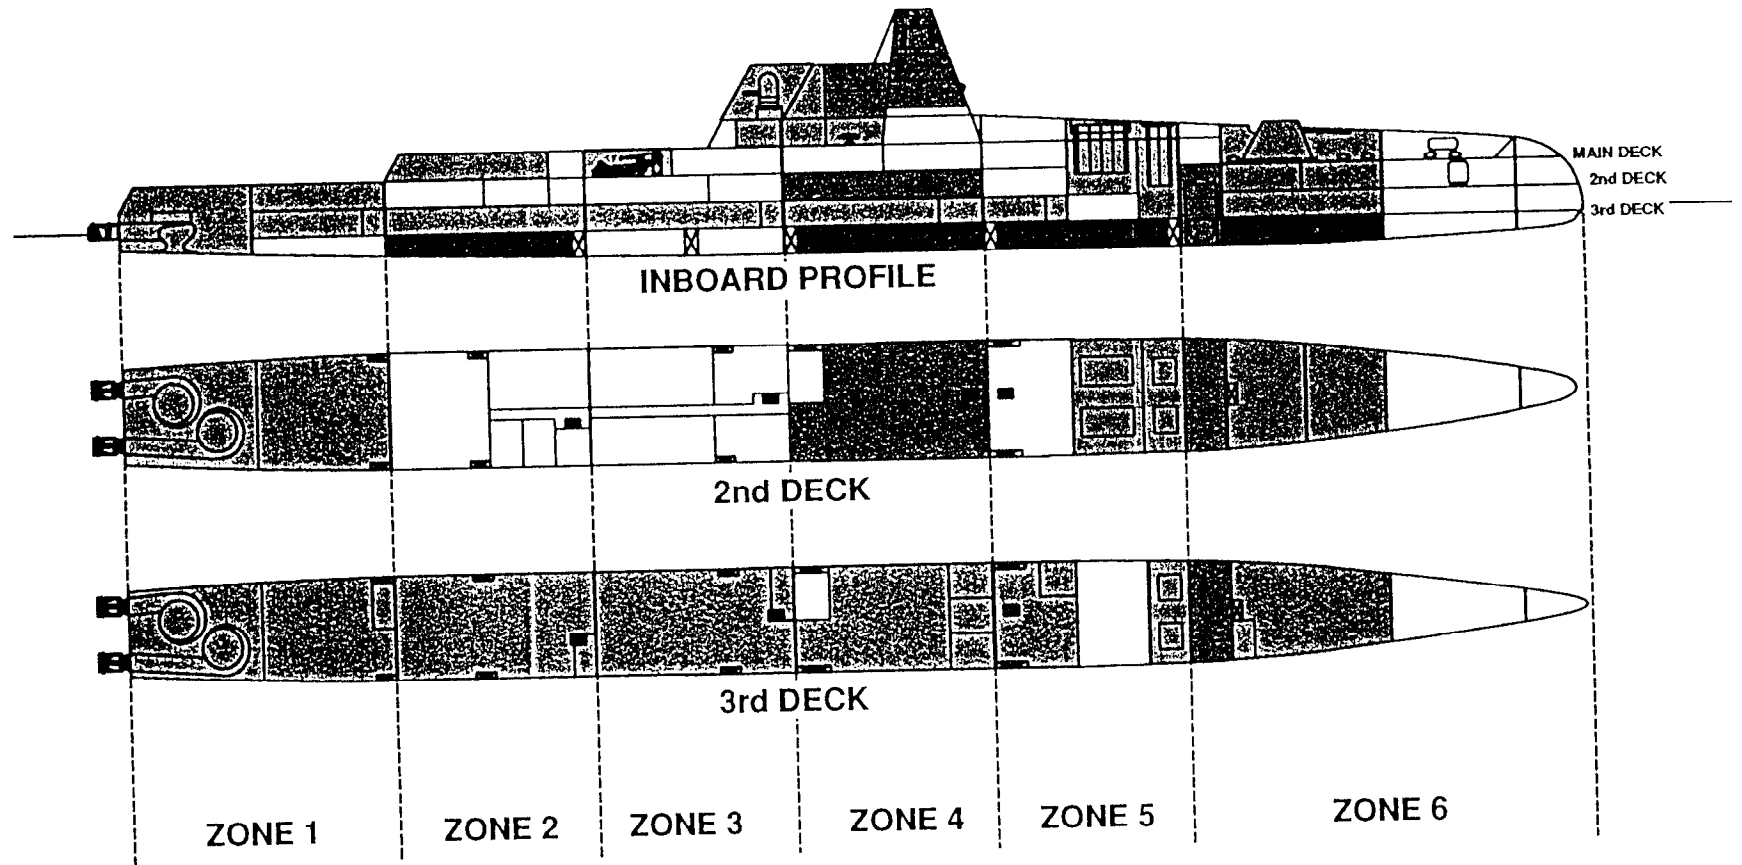 MAIN DECK
2nd DECK
3rd DECK
INBOARD PROFILE
2nd DECK
3rd DECK
ZONE 1
ZONE 2
ZONE 3
ZONE 4
ZONE 5
ZONE 6